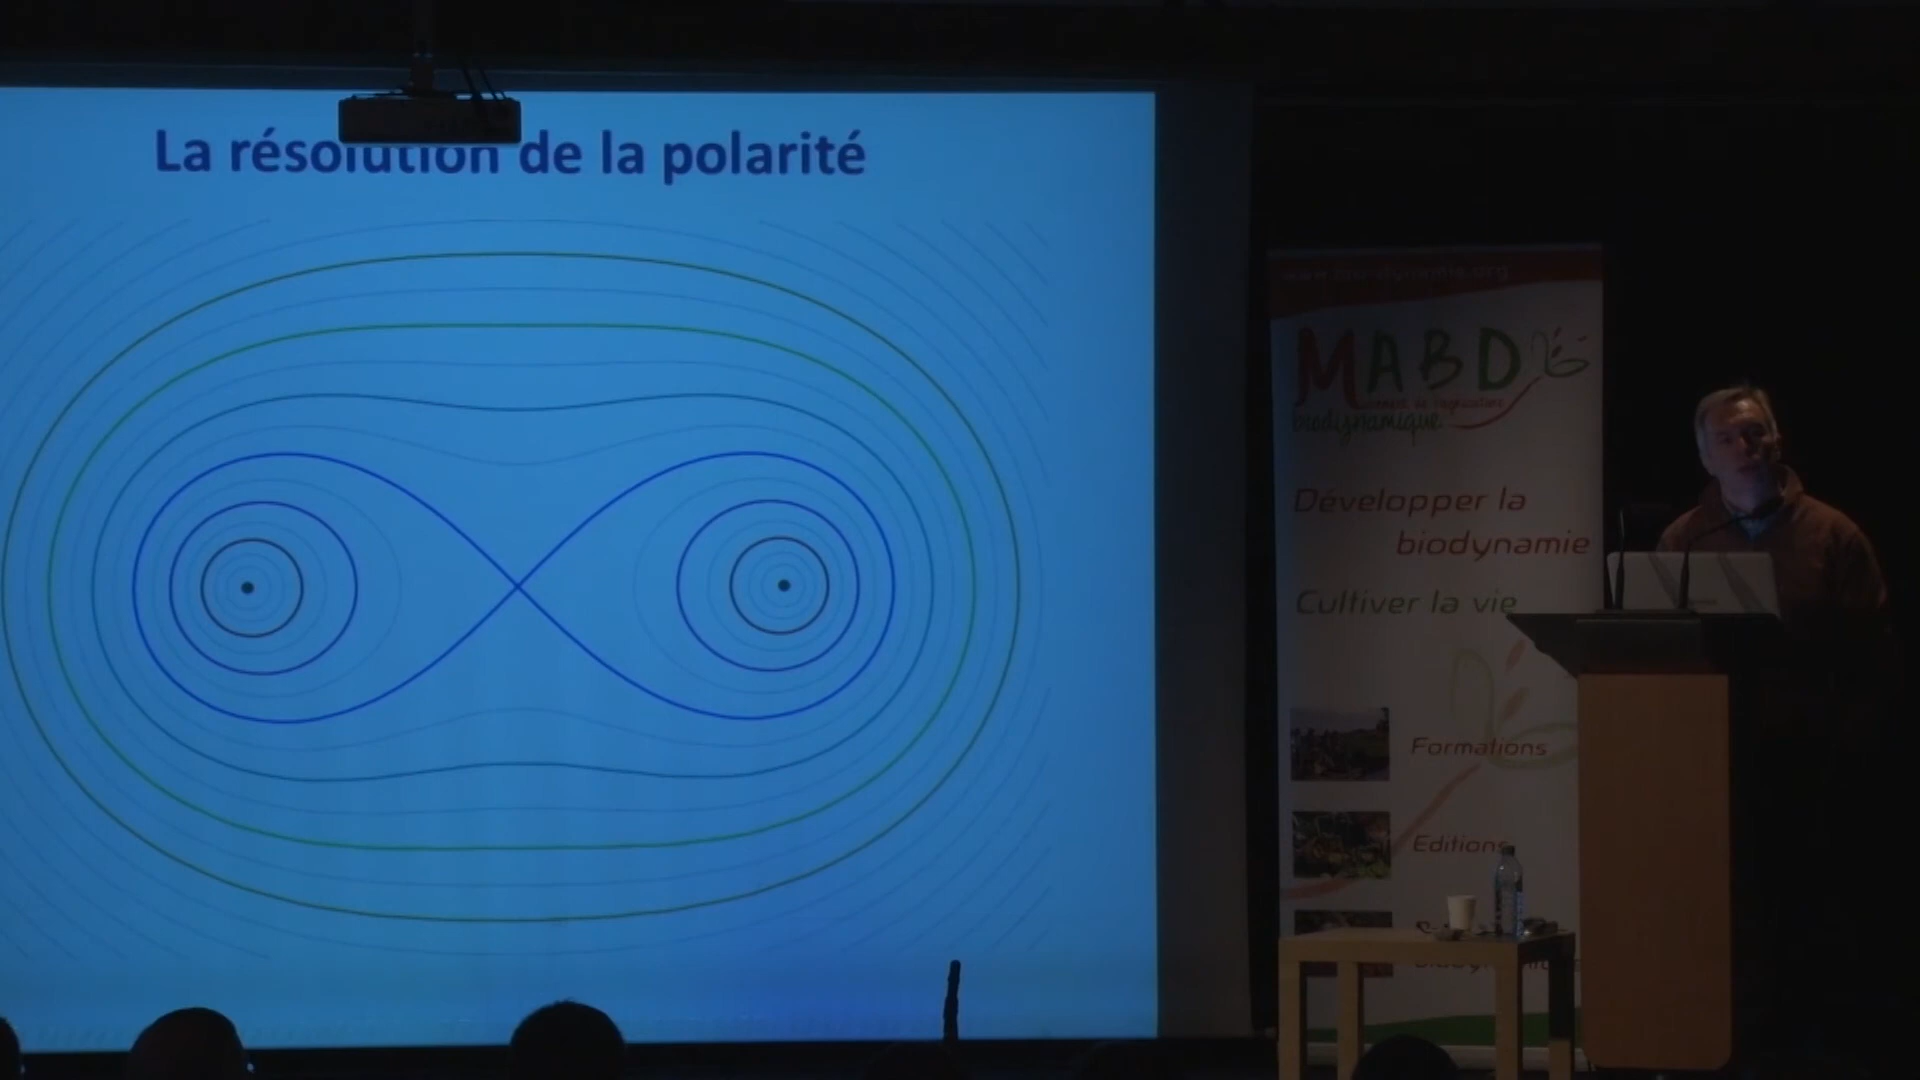 La résolution de la polarité
MABD
biodynamique
Développer la
biodynamie
Cultiver la vie
Formations
Editions